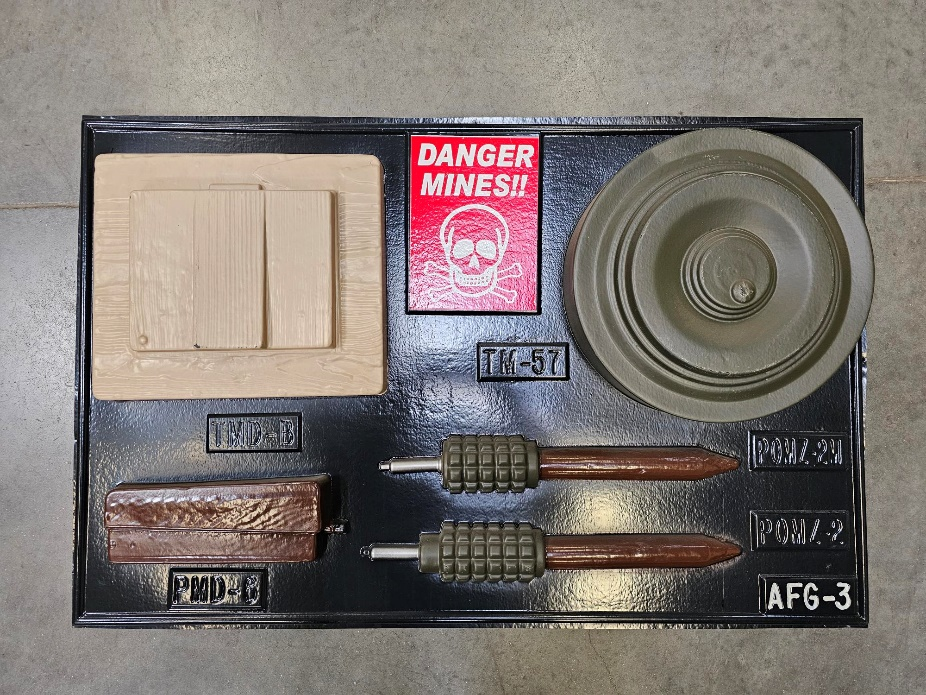 DANGER
MINES!!
TM-57
TMD-B
POMZ-2M
POMZ-2
PMD-6
AFG-3